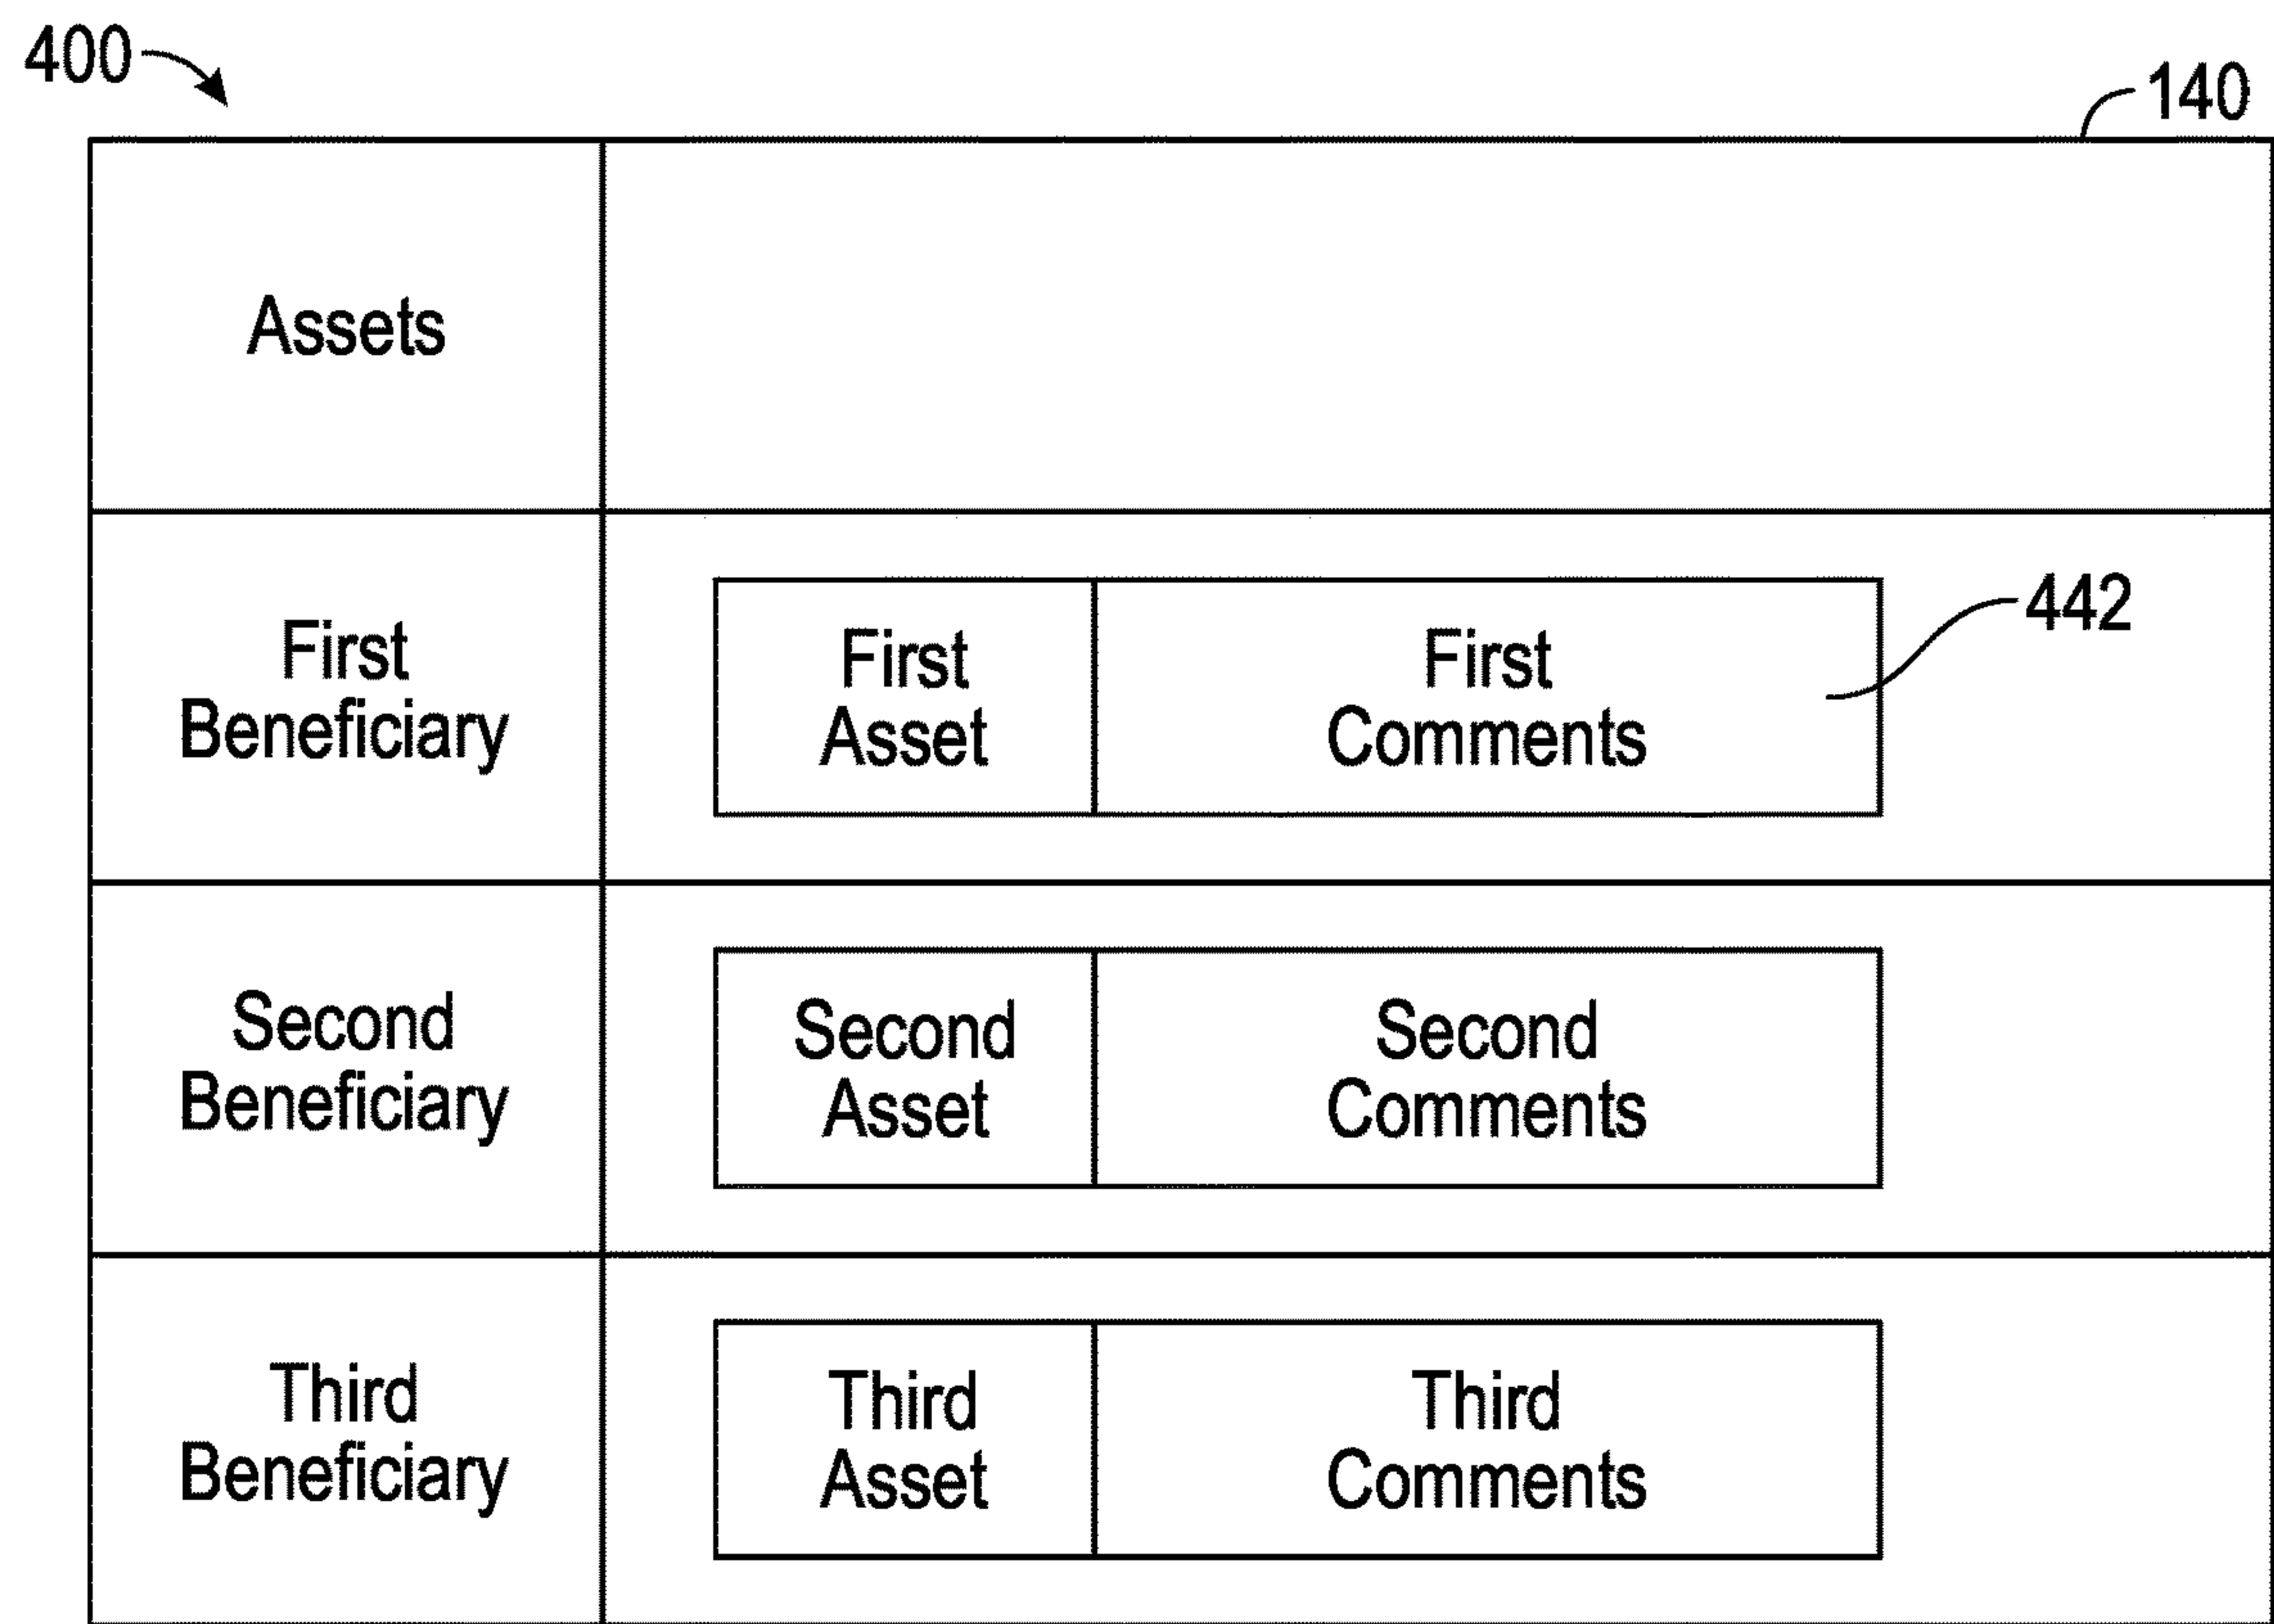 400
140
Assets
First
Beneficiary
First
Asset
First
Comments
442
Second
Beneficiary
Second
Asset
Second
Comments
Third
Beneficiary
Third
Asset
Third
Comments